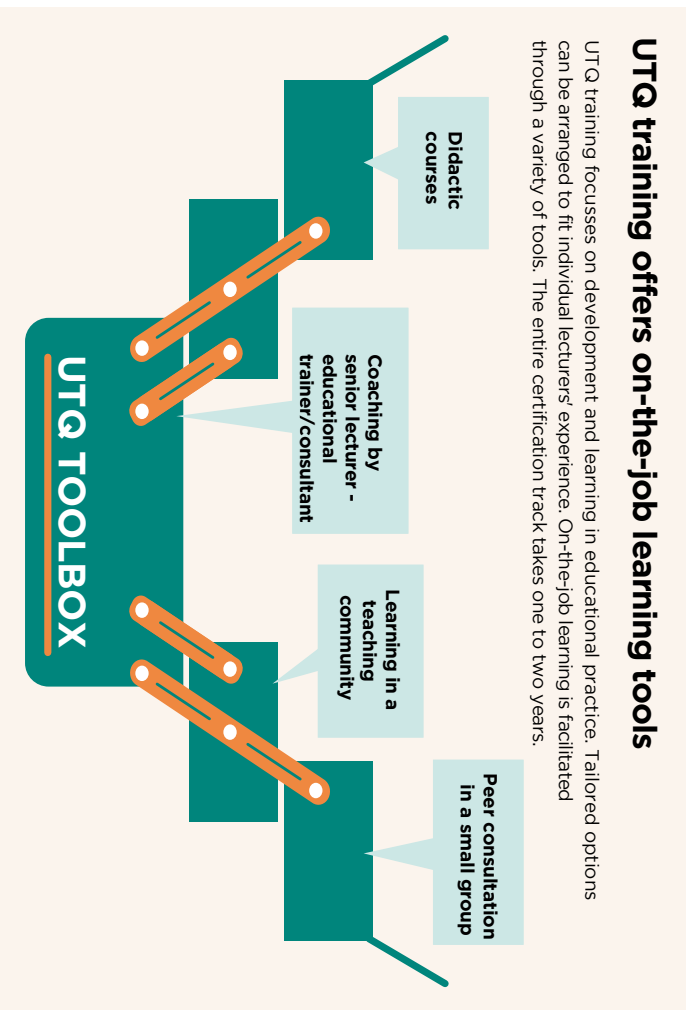 UTQ training offers on-the-job learning tools
UTQ training focusses on development and learning in educational practice. Tailored options
can be arranged to fit individual lecturers’ experience. On-the-job learning is facilitated
through a variety of tools. The entire certification track takes one to two years.
Didactic
courses
Coaching by
senior lecturer -
educational
trainer/consultant
Learning in a
teaching
community
Peer consultation
in a small group
UTQ TOOLBOX